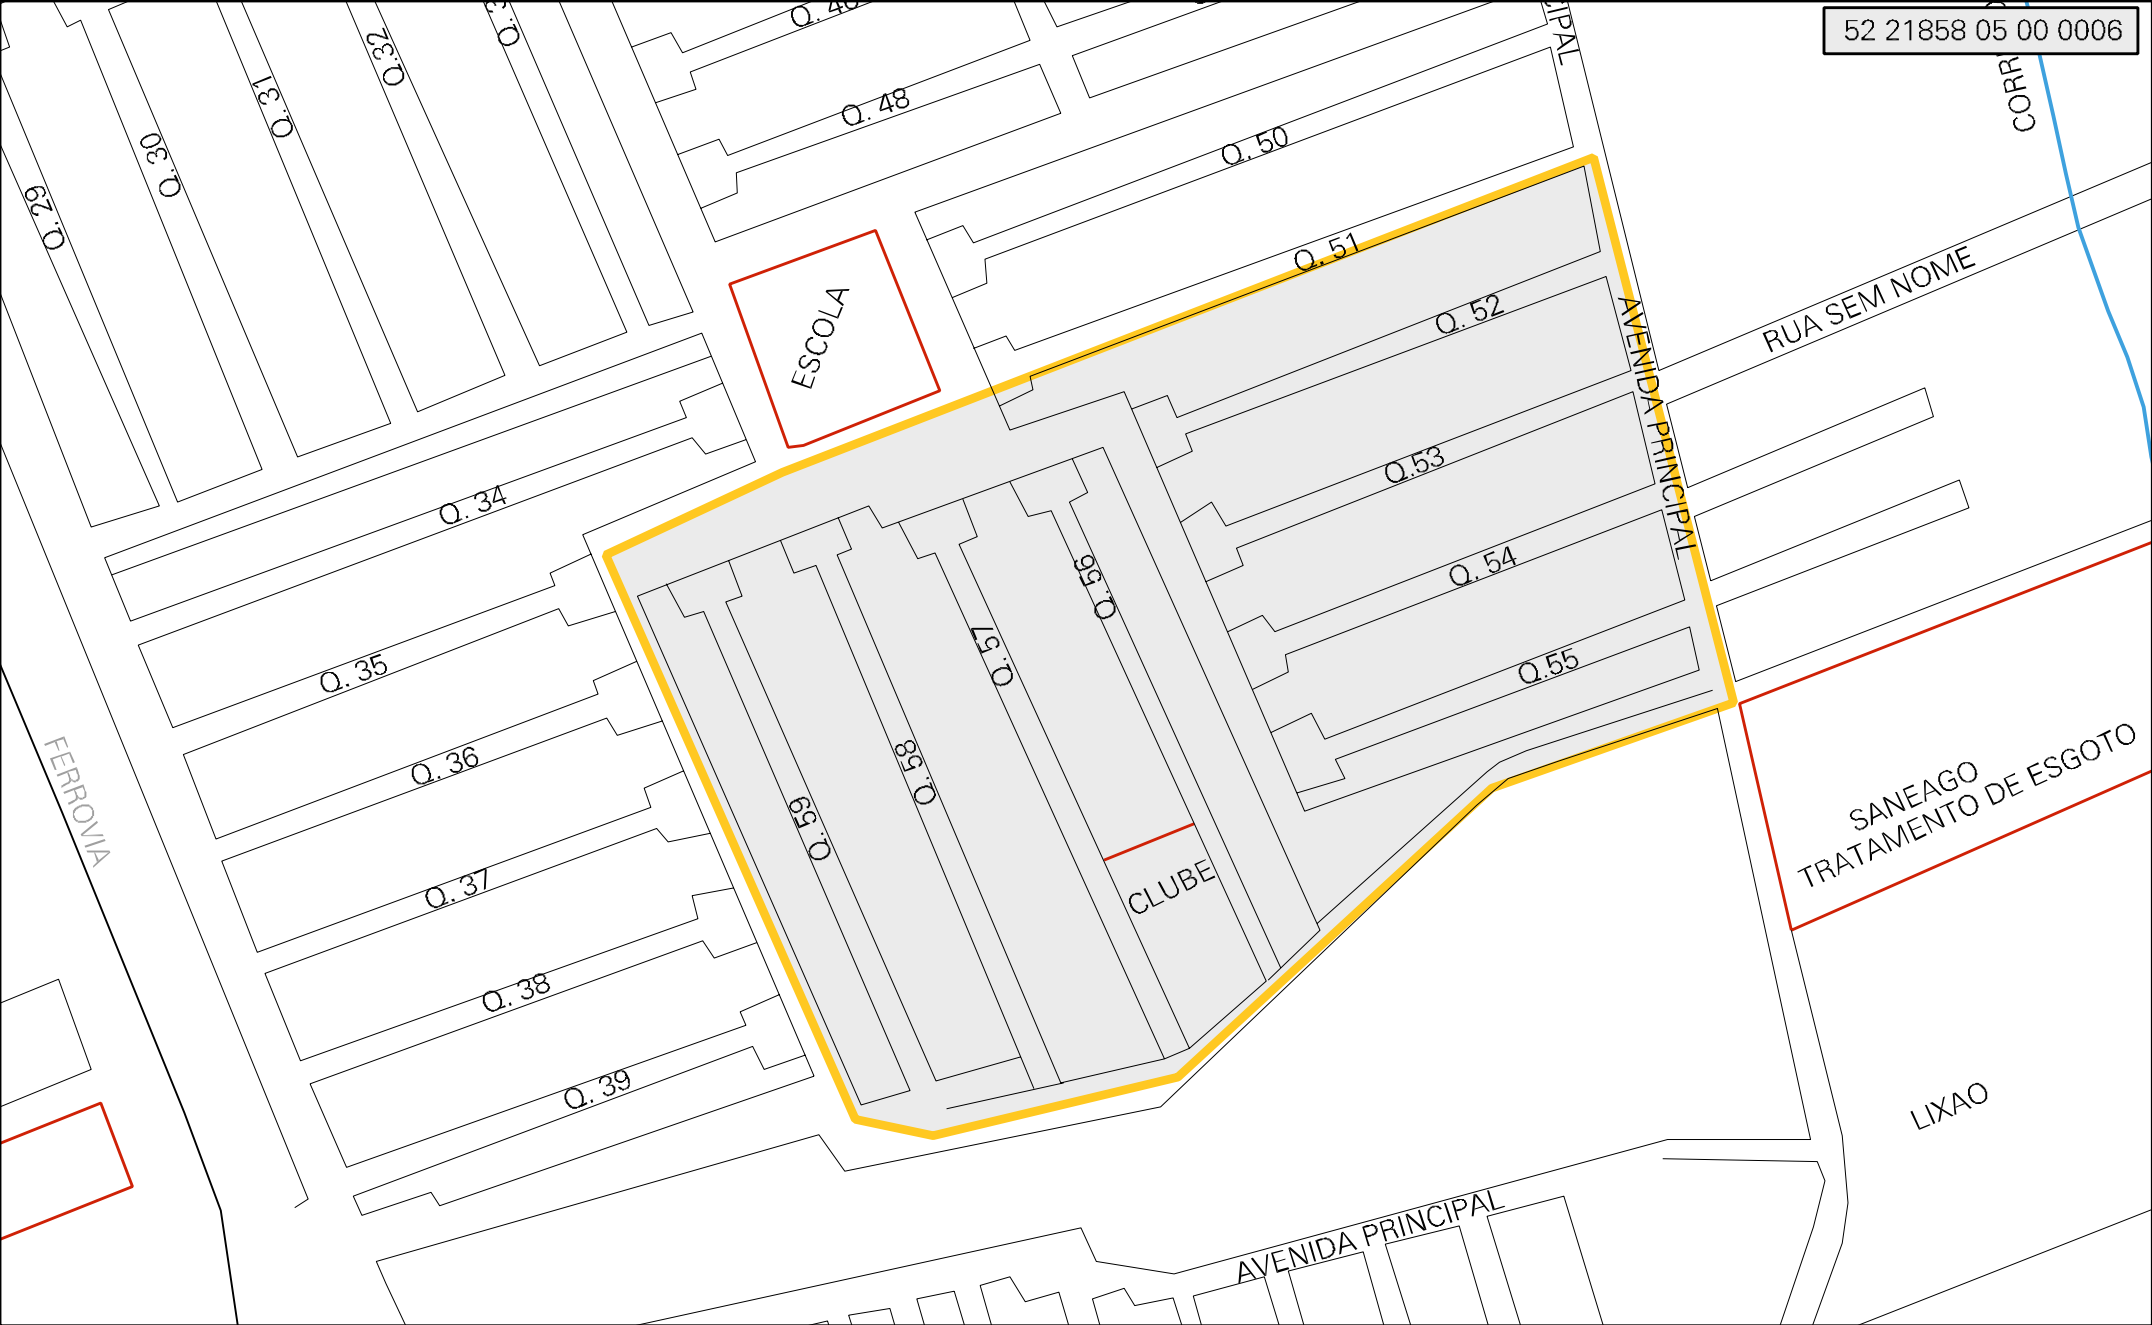 52 21858 05 00 0006
Q. 48
Q. 50
Q. 51
Q. 52
Q.53
Q. 54
Q.55
Q. 56
Q. 57
Q. 58
Q. 59
Q. 29
Q. 30
Q. 31
Q.32
Q. 34
Q. 35
Q. 36
Q. 37
Q. 38
Q. 39
ESCOLA
CLUBE
FERROVIA
AVENIDA PRINCIPAL
AVENIDA PRINCIPAL
RUA SEM NOME
SANEAGO
TRATAMENTO DE ESGOTO
LIXAO